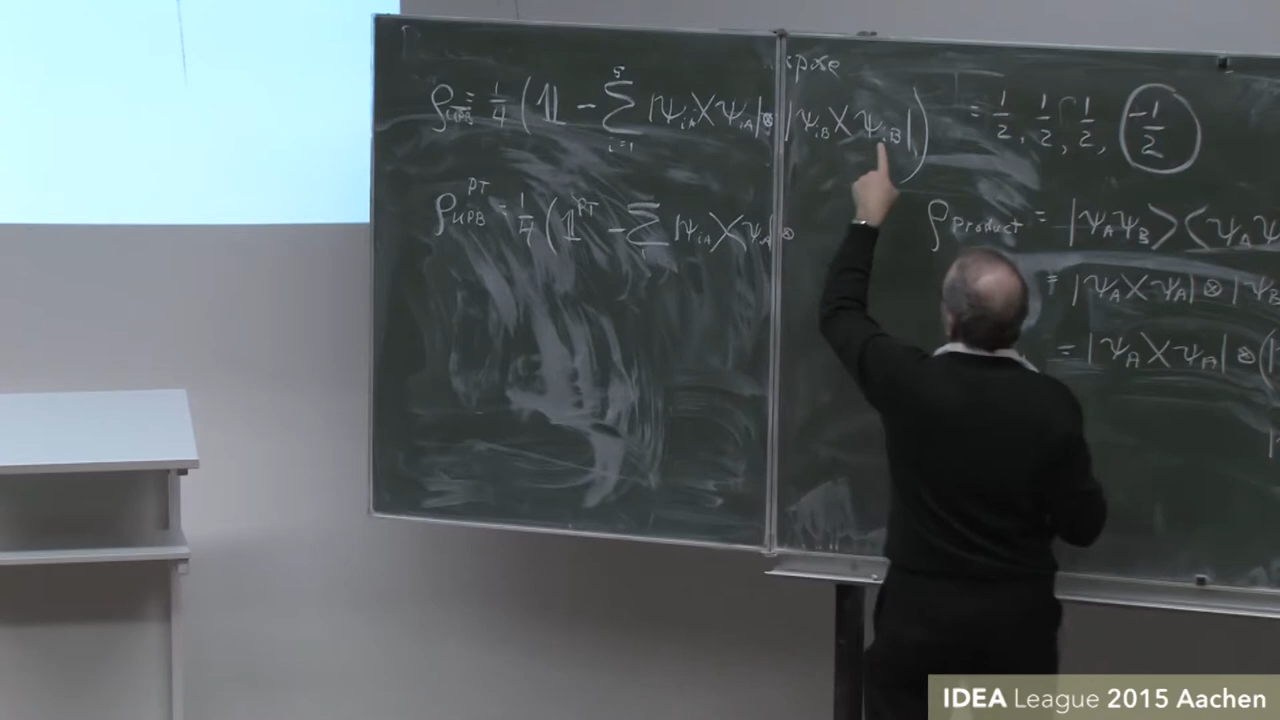 pose
ρ_UPB = 1/4 ( 𝟙 - Σ_{i=1}^{5} |ψ_iA X ψ_iA| ⊗ |ψ_iB X ψ_iB| )
= 1/2, 1/2, 1/2, -1/2
ρ_UPB^PT = 1/4 ( 𝟙^PT - Σ_i |ψ_iA X ψ_iA| ⊗
ρ_Product = |ψ_A ψ_B > < ψ_A ψ
= |ψ_A X ψ_A| ⊗ |ψ_B
= |ψ_A X ψ_A| ⊗ (|
IDEA League 2015 Aachen